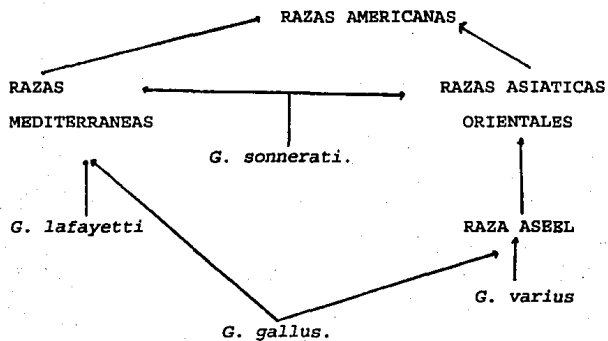 RAZAS AMERICANAS
RAZAS
MEDITERRANEAS
RAZAS ASIATICAS
ORIENTALES
G. sonnerati.
G. lafayetti
RAZA ASEEL
G. varius
G. gallus.